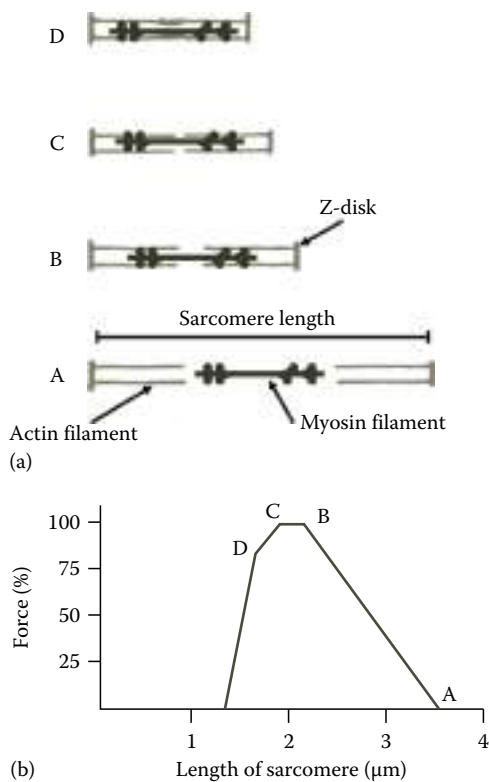 D
C
Z-disk
B
Sarcomere length
A
Actin filament
Myosin filament
(a)
100
75
50
25
Force (%)
C
B
D
A
1 2 3 4
Length of sarcomere (μm)
(b)